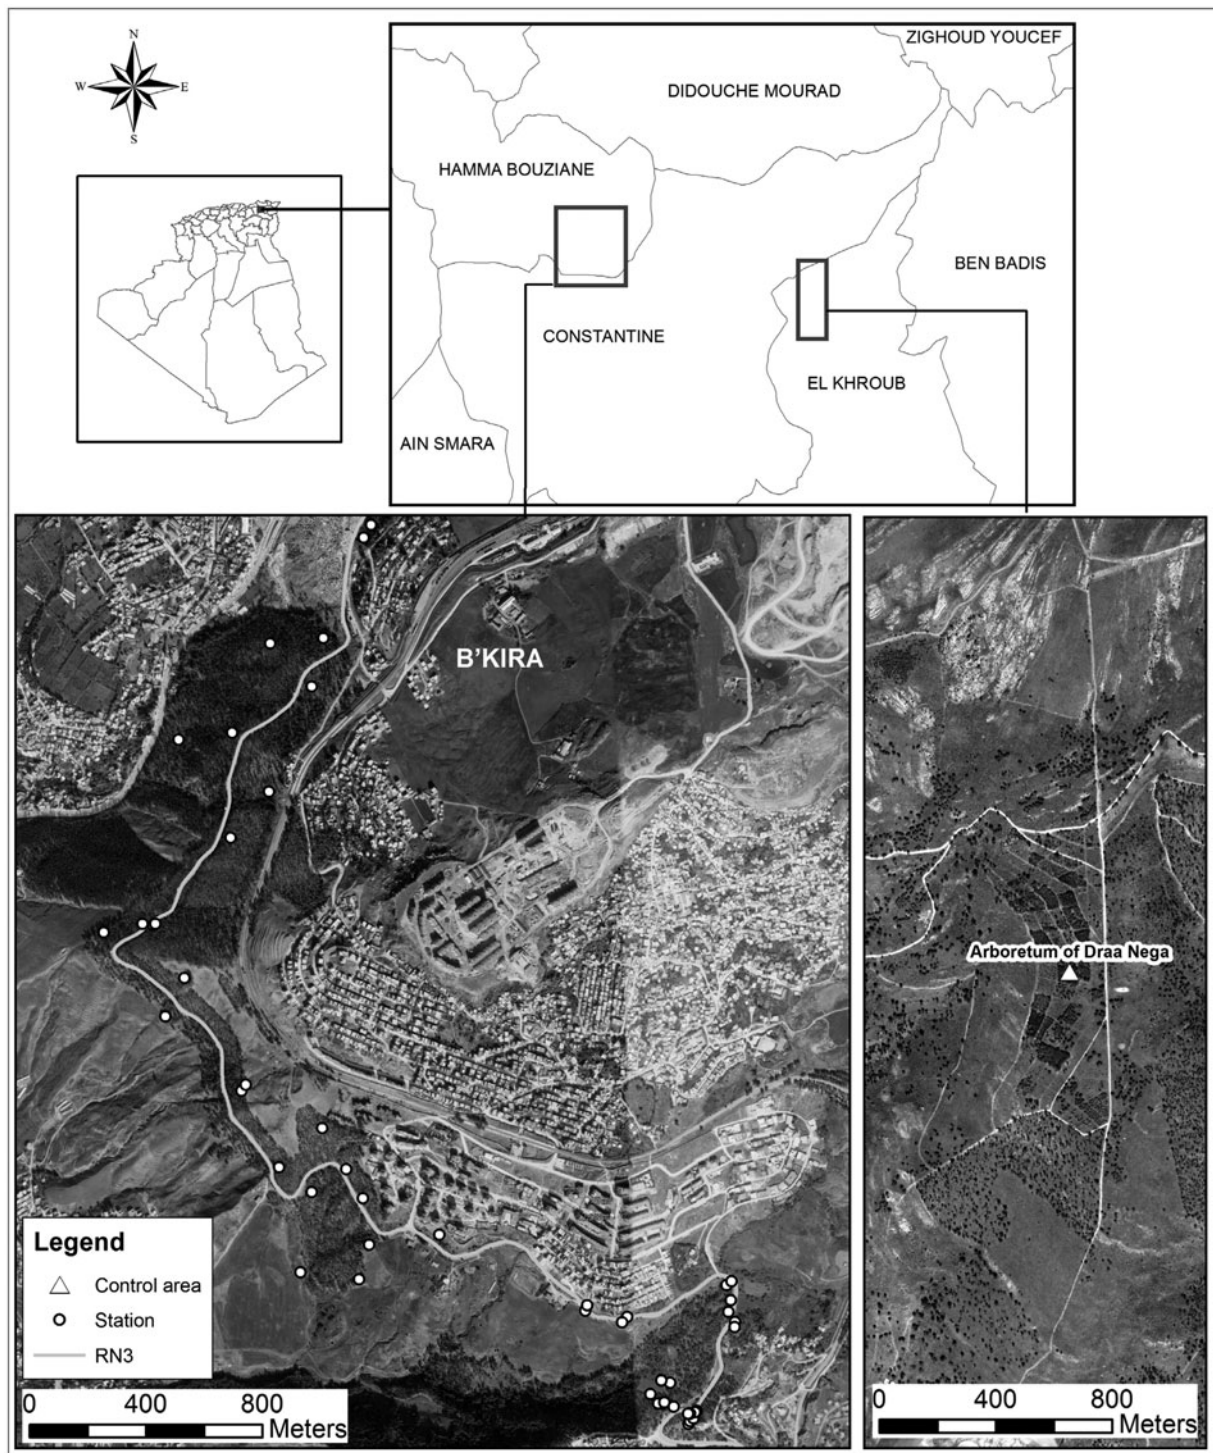 N
W E
S
ZIGHOUD YOUCEF
DIDOUCHE MOURAD
HAMMA BOUZIANE
BEN BADIS
CONSTANTINE
EL KHROUB
AIN SMARA
B'KIRA
Arboretum of Draa Nega
Legend
Control area
Station
RN3
0 400 800
Meters
0 400 800
Meters